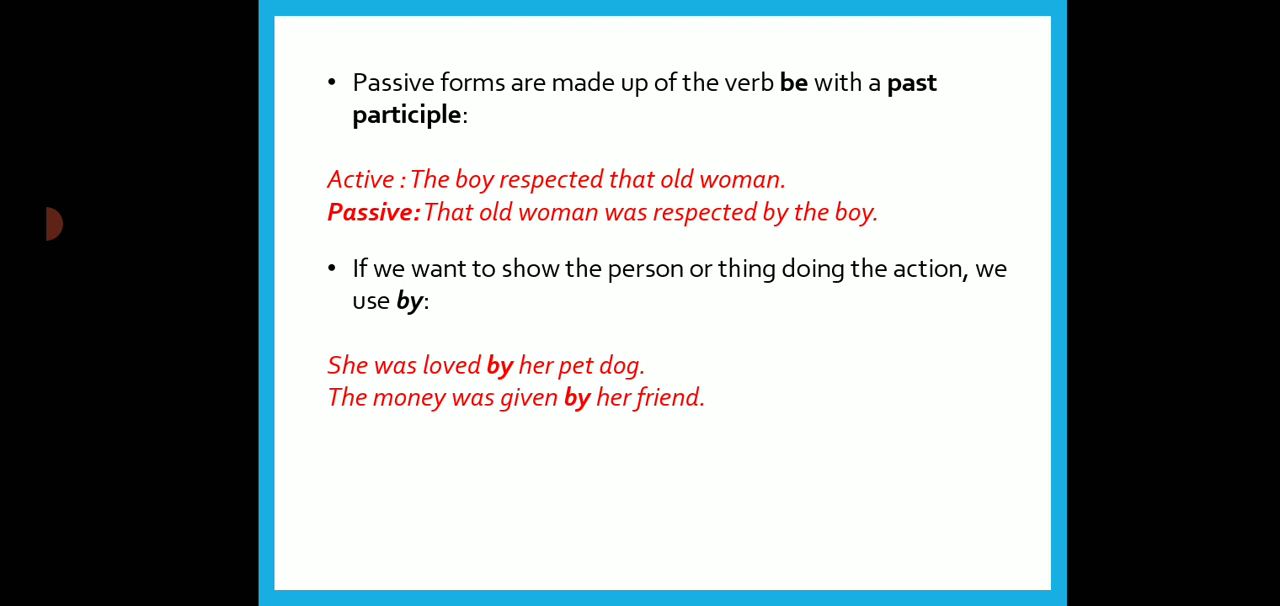 • Passive forms are made up of the verb be with a past
participle:
Active : The boy respected that old woman.
Passive: That old woman was respected by the boy.
• If we want to show the person or thing doing the action, we
use by:
She was loved by her pet dog.
The money was given by her friend.